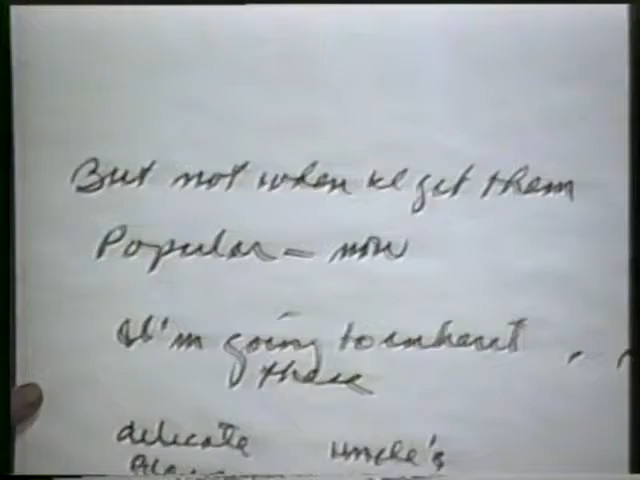 But not when we get them
Popular – now
I'm going to inherit
these
delicate uncle's